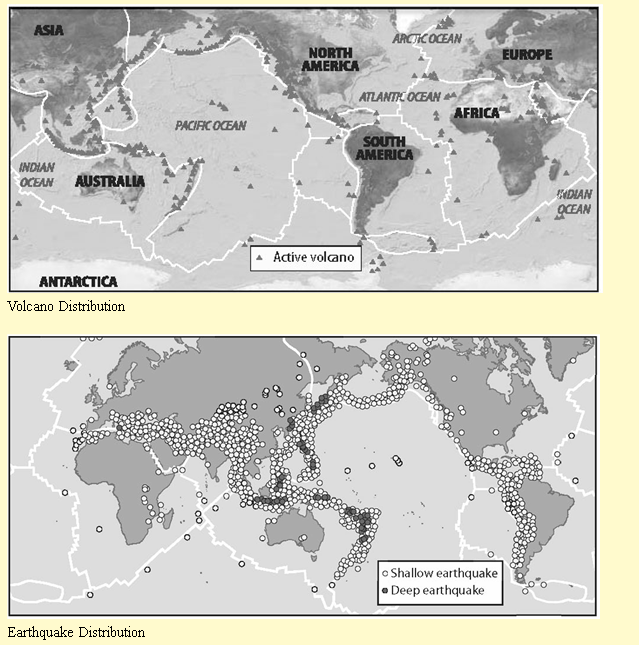 ASIA
ARCTIC OCEAN
NORTH
AMERICA
EUROPE
ATLANTIC OCEAN
PACIFIC OCEAN
AFRICA
SOUTH
AMERICA
INDIAN
OCEAN
AUSTRALIA
INDIAN
OCEAN
Active volcano
ANTARCTICA
Volcano Distribution
Shallow earthquake
Deep earthquake
Earthquake Distribution